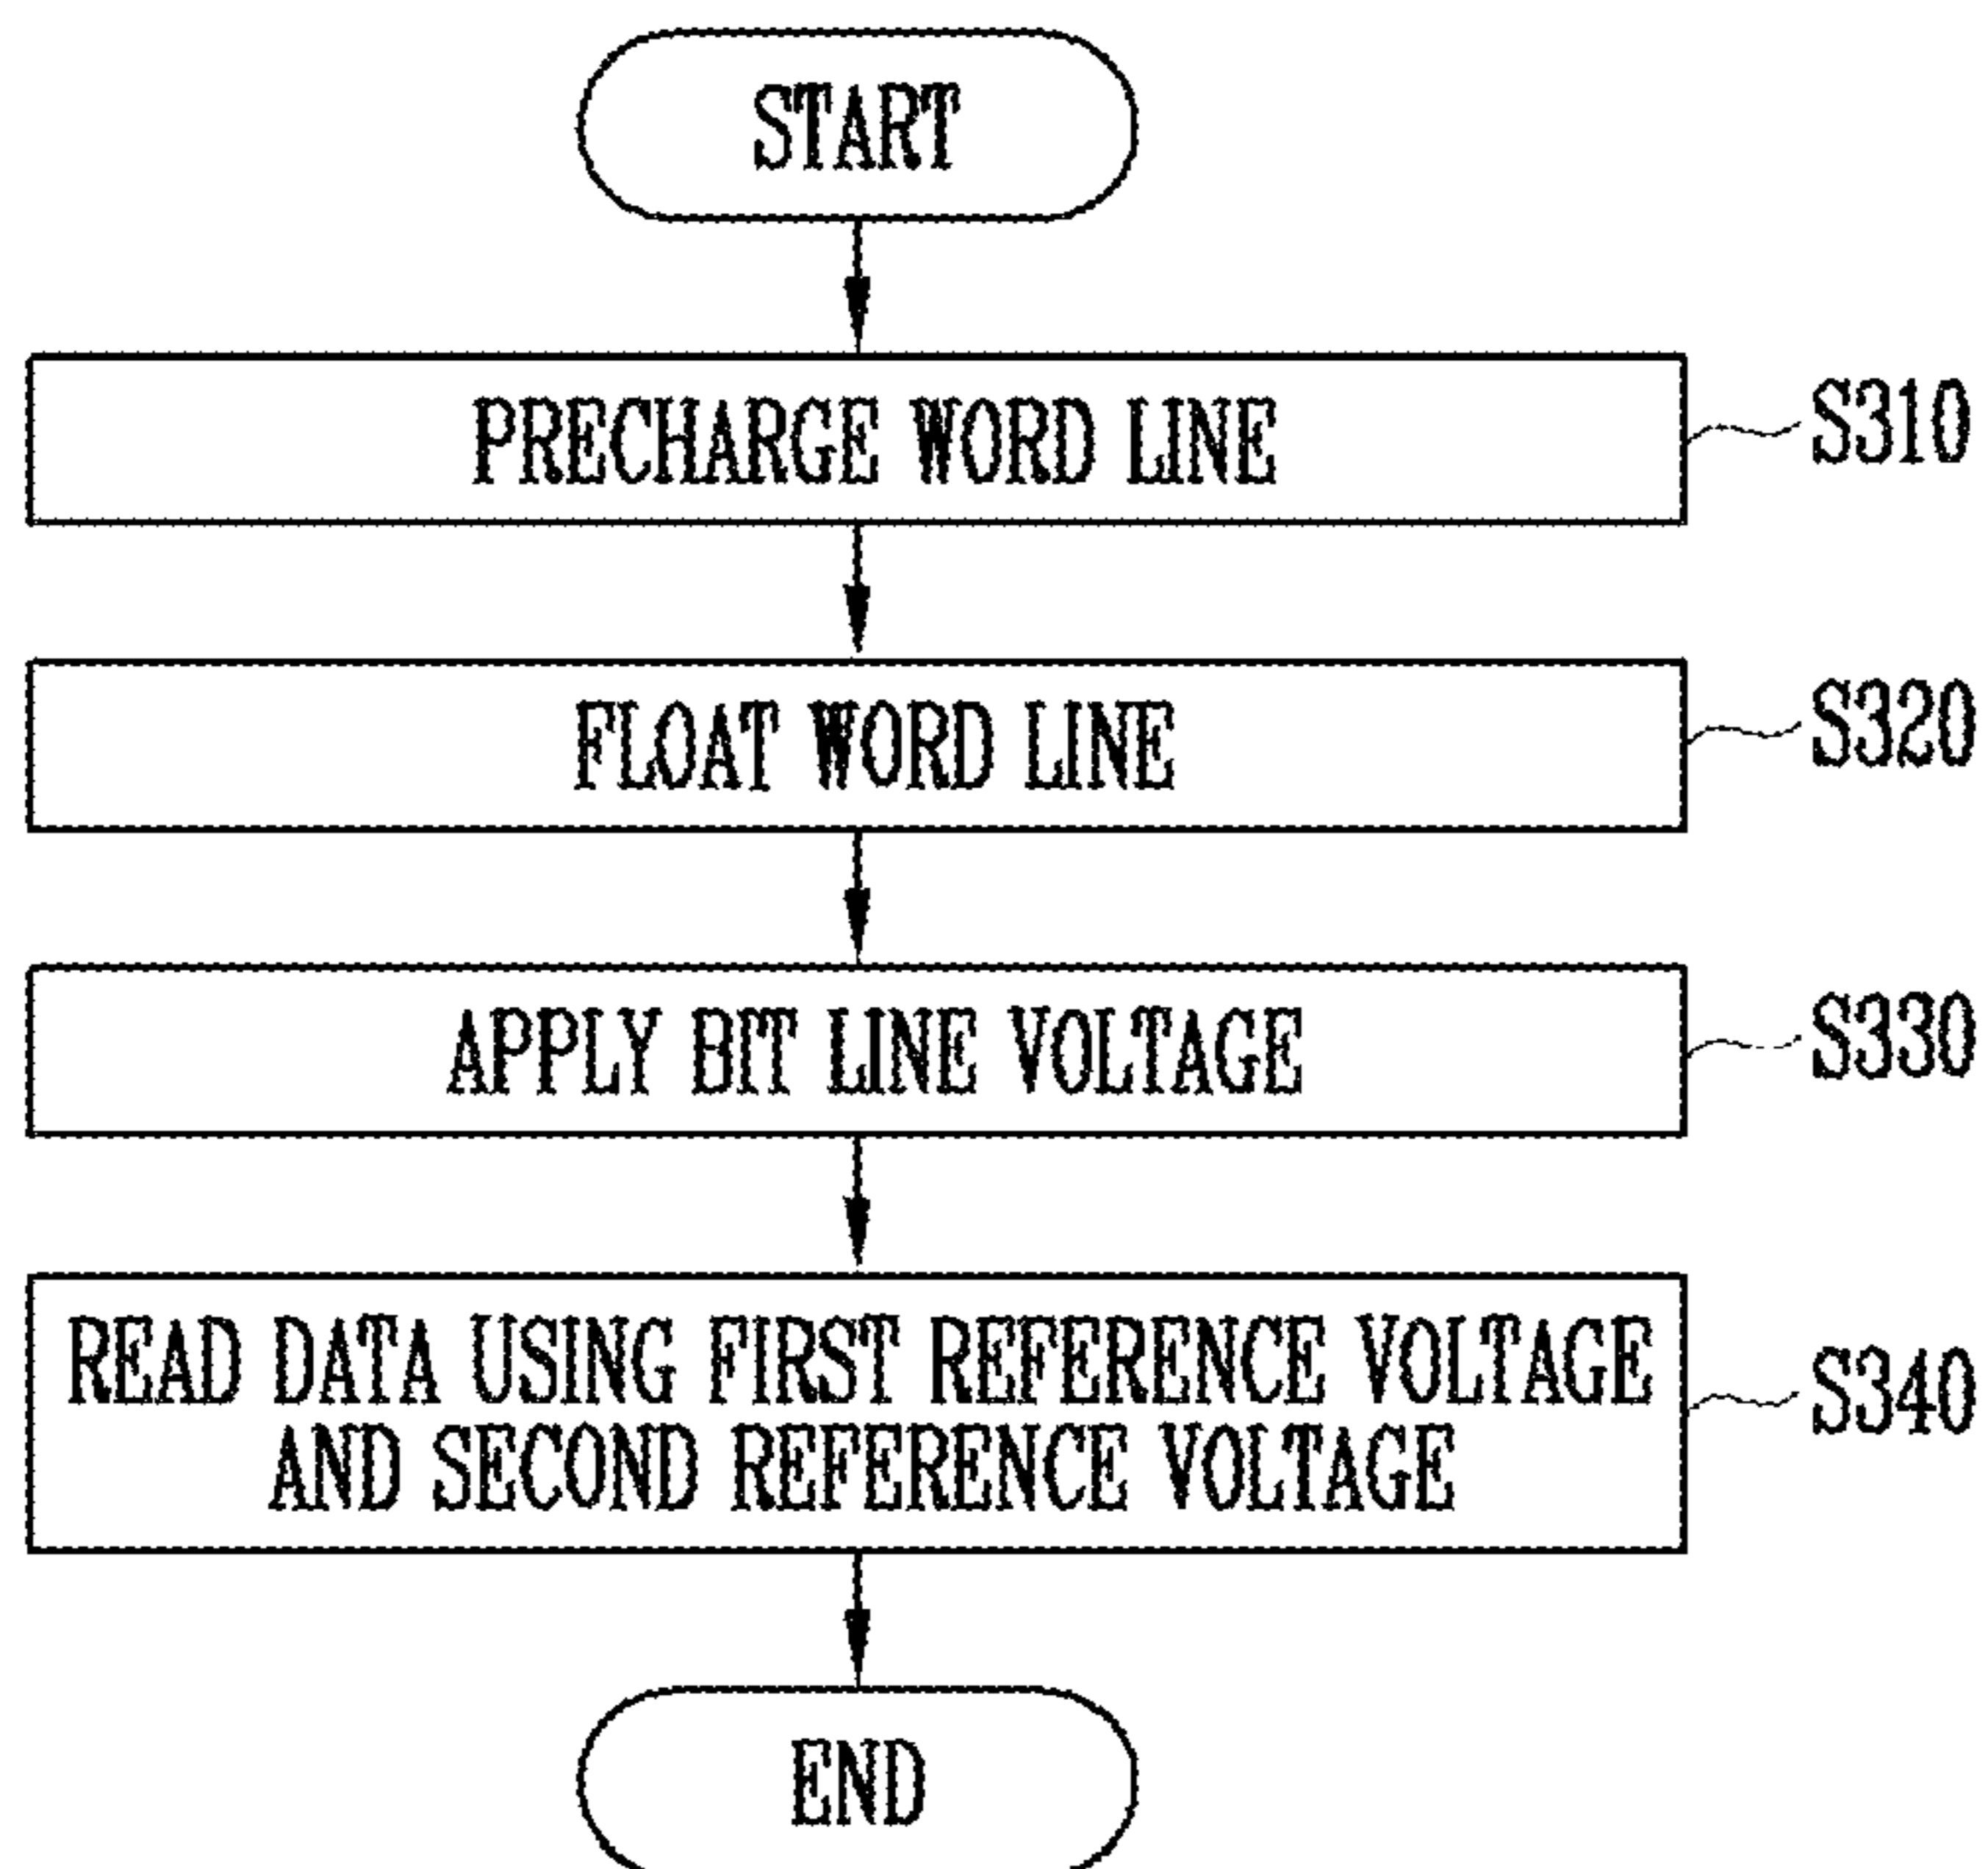 START
PRECHARGE WORD LINE
S310
FLOAT WORD LINE
S320
APPLY BIT LINE VOLTAGE
S330
READ DATA USING FIRST REFERENCE VOLTAGE
AND SECOND REFERENCE VOLTAGE
S340
END